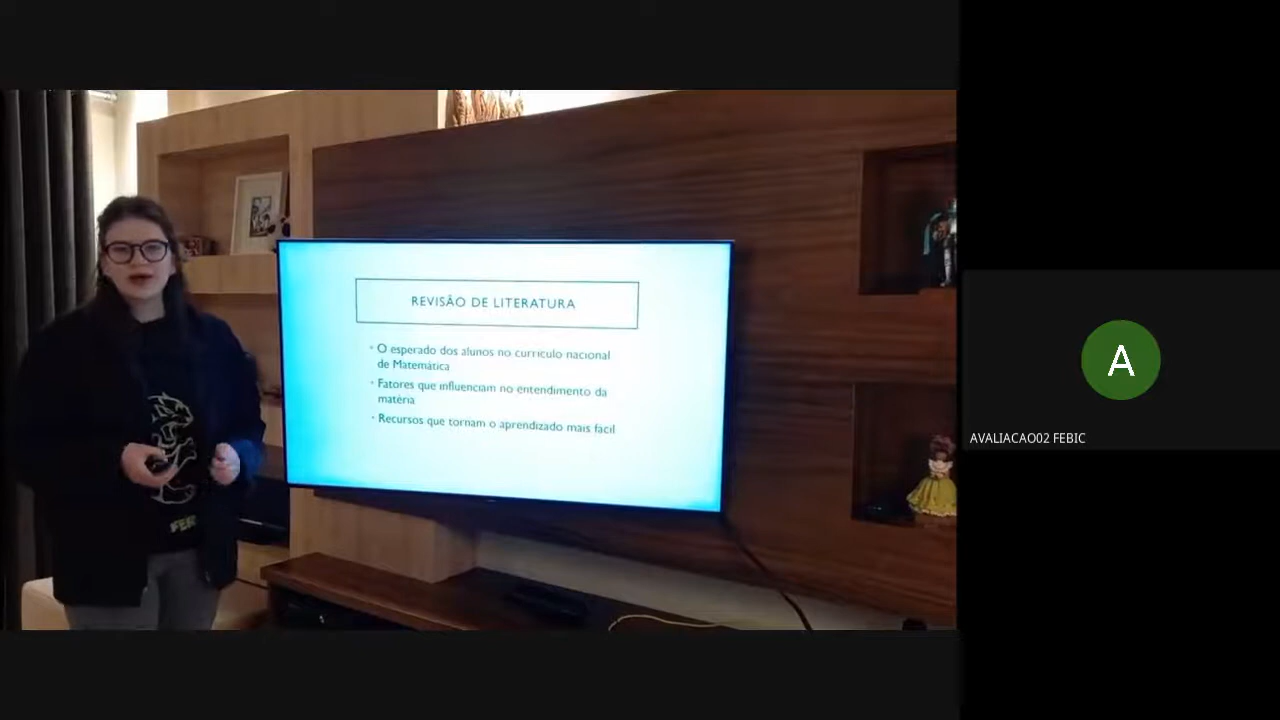 REVISÃO DE LITERATURA
• O esperado dos alunos no currículo nacional
de Matemática
• Fatores que influenciam no entendimento da
matéria
• Recursos que tornam o aprendizado mais fácil
A
AVALIACAO02 FEBIC